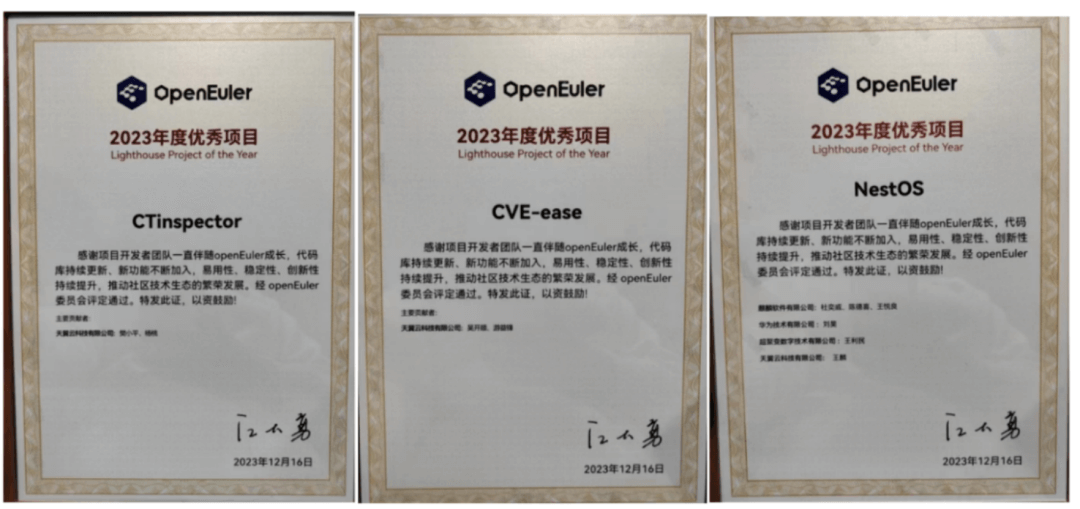 OpenEuler
2023年度优秀项目
Lighthouse Project of the Year
CTinspector
感谢项目开发者团队一直伴随openEuler成长，代码
库持续更新、新功能不断加入，易用性、稳定性、创新性
持续提升，推动社区技术生态的繁荣发展。经 openEuler
委员会评定通过。特发此证，以资鼓励!
主要贡献者:
天翼云科技有限公司:
2023年12月16日
OpenEuler
2023年度优秀项目
Lighthouse Project of the Year
CVE-ease
感谢项目开发者团队一直伴随openEuler成长，代码
库持续更新、新功能不断加入，易用性、稳定性、创新性
持续提升，推动社区技术生态的繁荣发展。经 openEuler
委员会评定通过。特发此证，以资鼓励!
主要贡献者:
天翼云科技有限公司:
2023年12月16日
OpenEuler
2023年度优秀项目
Lighthouse Project of the Year
NestOS
感谢项目开发者团队一直伴随openEuler成长，代码
库持续更新、新功能不断加入，易用性、稳定性、创新性
持续提升，推动社区技术生态的繁荣发展。经 openEuler
委员会评定通过。特发此证，以资鼓励!
麒麟软件有限公司:
华为技术有限公司:
超聚变数字技术有限公司: 王利民
天翼云科技有限公司: 王鹏
2023年12月16日